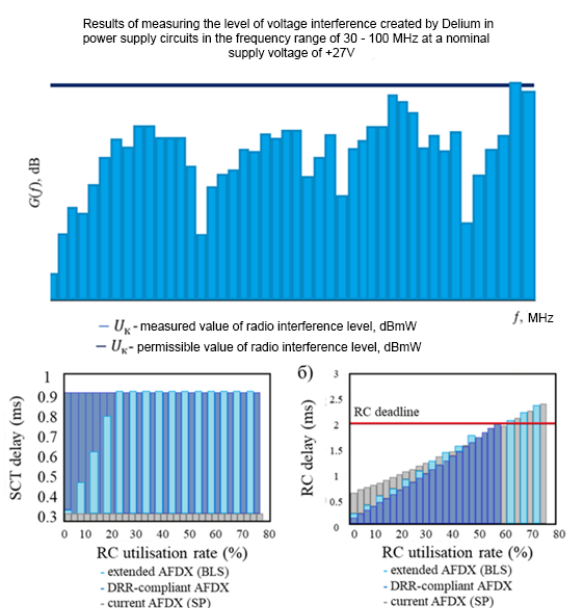 Results of measuring the level of voltage interference created by Delium in
power supply circuits in the frequency range of 30 - 100 MHz at a nominal
supply voltage of +27V
G(f), dB
f, MHz
– Uк - measured value of radio interference level, dBmW
– Uк - permissible value of radio interference level, dBmW
SCT delay (ms)
1
0.9
0.8
0.7
0.6
0.5
0.4
0.3
0 10 20 30 40 50 60 70 80
RC utilisation rate (%)
- extended AFDX (BLS)
- DRR-compliant AFDX
- current AFDX (SP)
б)
RC delay (ms)
3
2.5
2
1.5
1
0.5
0
RC deadline
0 10 20 30 40 50 60 70 80
RC utilisation rate (%)
- extended AFDX (BLS)
- DRR-compliant AFDX
- current AFDX (SP)